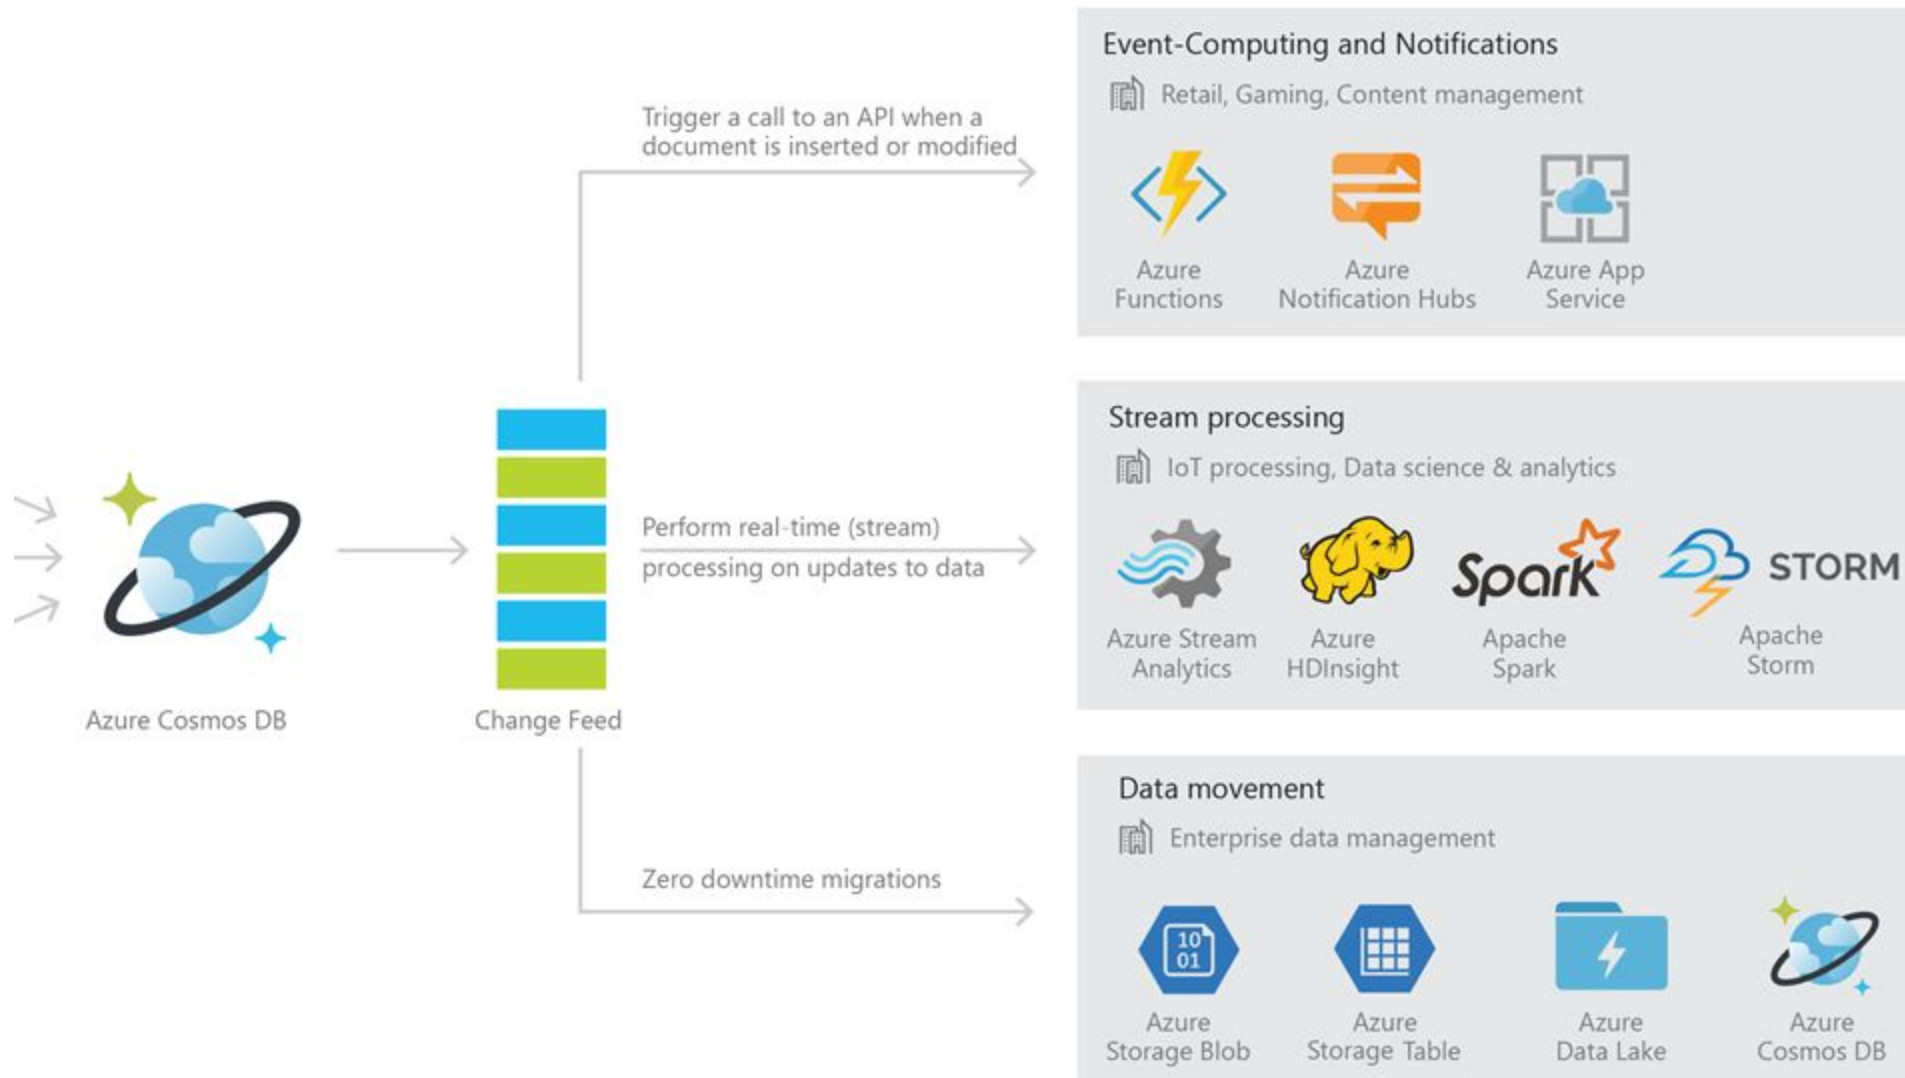 Event-Computing and Notifications
Retail, Gaming, Content management
Trigger a call to an API when a
document is inserted or modified
Azure
Functions
Azure
Notification Hubs
Azure App
Service
Stream processing
IoT processing, Data science & analytics
Perform real-time (stream)
processing on updates to data
Spark
STORM
Azure Stream
Analytics
Azure
HDInsight
Apache
Spark
Apache
Storm
Azure Cosmos DB
Change Feed
Data movement
Enterprise data management
Zero downtime migrations
10
01
Azure
Storage Blob
Azure
Storage Table
Azure
Data Lake
Azure
Cosmos DB